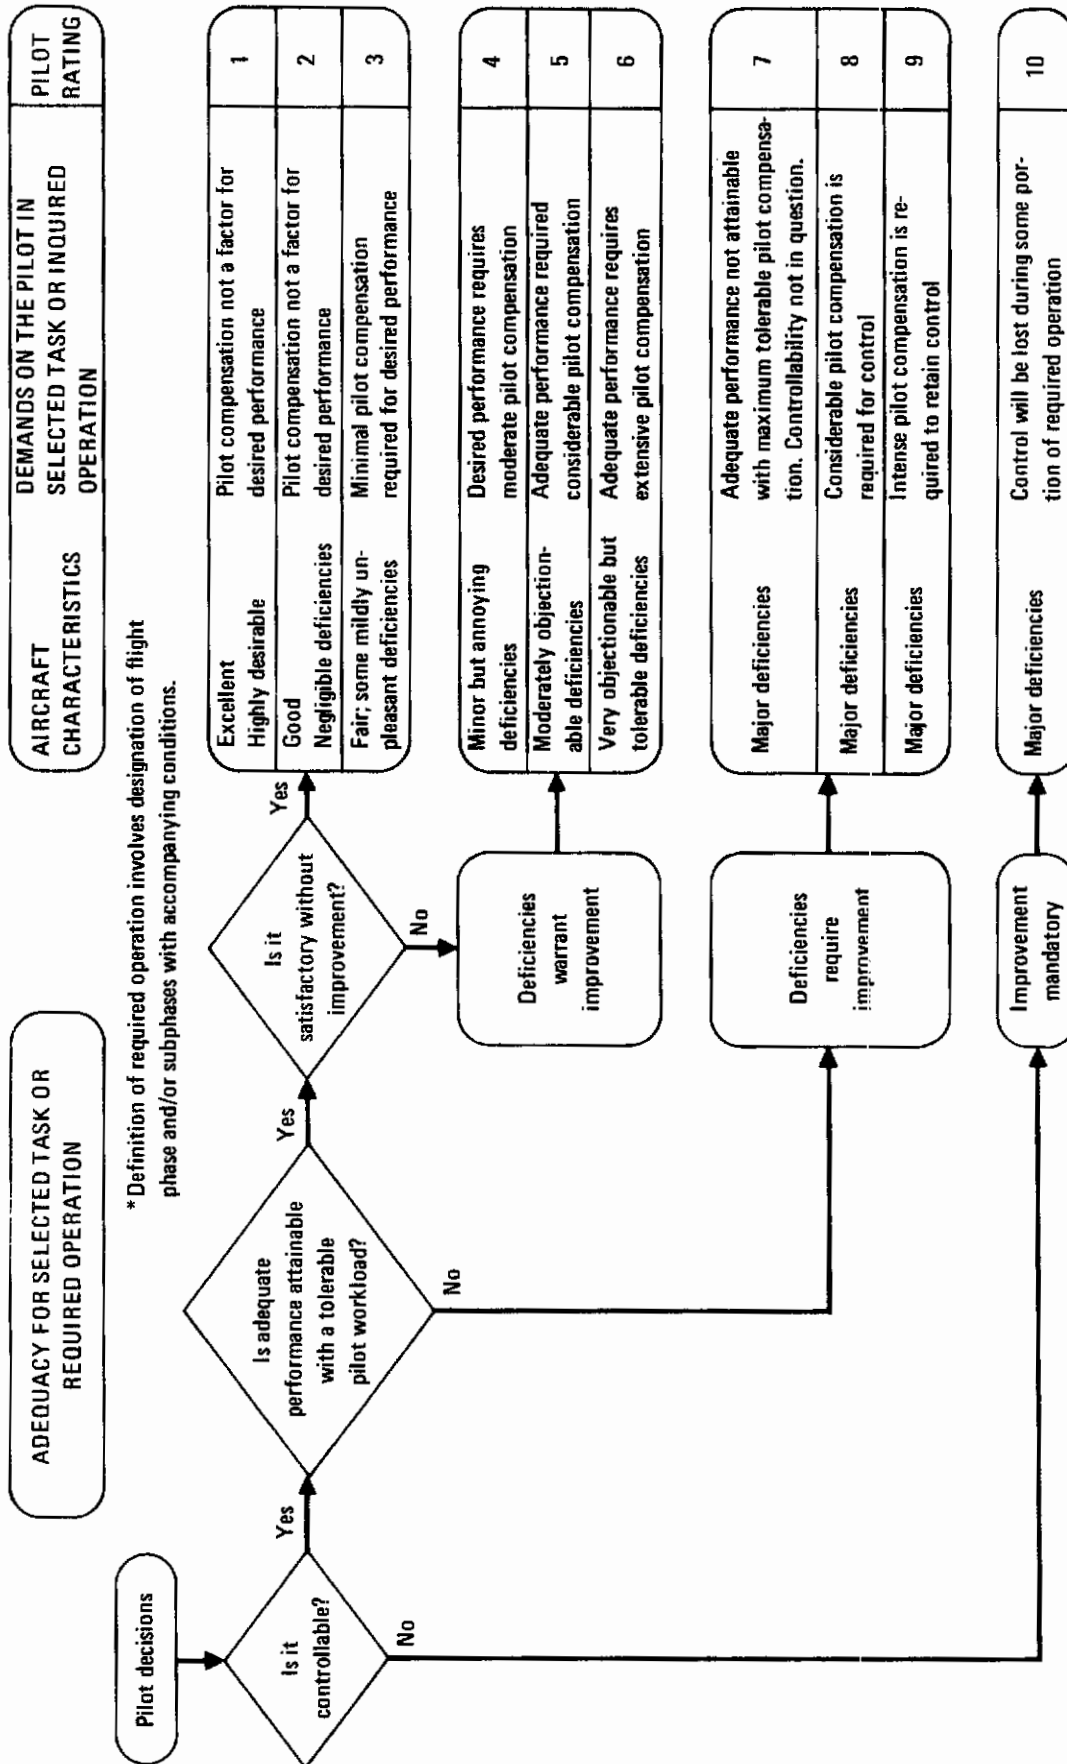 ADEQUACY FOR SELECTED TASK OR
REQUIRED OPERATION
AIRCRAFT
CHARACTERISTICS
DEMANDS ON THE PILOT IN
SELECTED TASK OR INQUIRED
OPERATION
PILOT
RATING
*Definition of required operation involves designation of flight
phase and/or subphases with accompanying conditions.
Pilot decisions
Is it
controllable?
Yes
No
Is adequate
performance attainable
with a tolerable
pilot workload?
Yes
No
Is it
satisfactory without
improvement?
Yes
No
Excellent
Highly desirable
Pilot compensation not a factor for
desired performance
1
Good
Negligible deficiencies
Pilot compensation not a factor for
desired performance
2
Fair; some mildly un-
pleasant deficiencies
Minimal pilot compensation
required for desired performance
3
Deficiencies
warrant
improvement
Minor but annoying
deficiencies
Desired performance requires
moderate pilot compensation
4
Moderately objection-
able deficiencies
Adequate performance required
considerable pilot compensation
5
Very objectionable but
tolerable deficiencies
Adequate performance requires
extensive pilot compensation
6
Deficiencies
require
improvement
Major deficiencies
Adequate performance not attainable
with maximum tolerable pilot compensa-
tion. Controllability not in question.
7
Major deficiencies
Considerable pilot compensation is
required for control
8
Major deficiencies
Intense pilot compensation is re-
quired to retain control
9
Improvement
mandatory
Major deficiencies
Control will be lost during some por-
tion of required operation
10